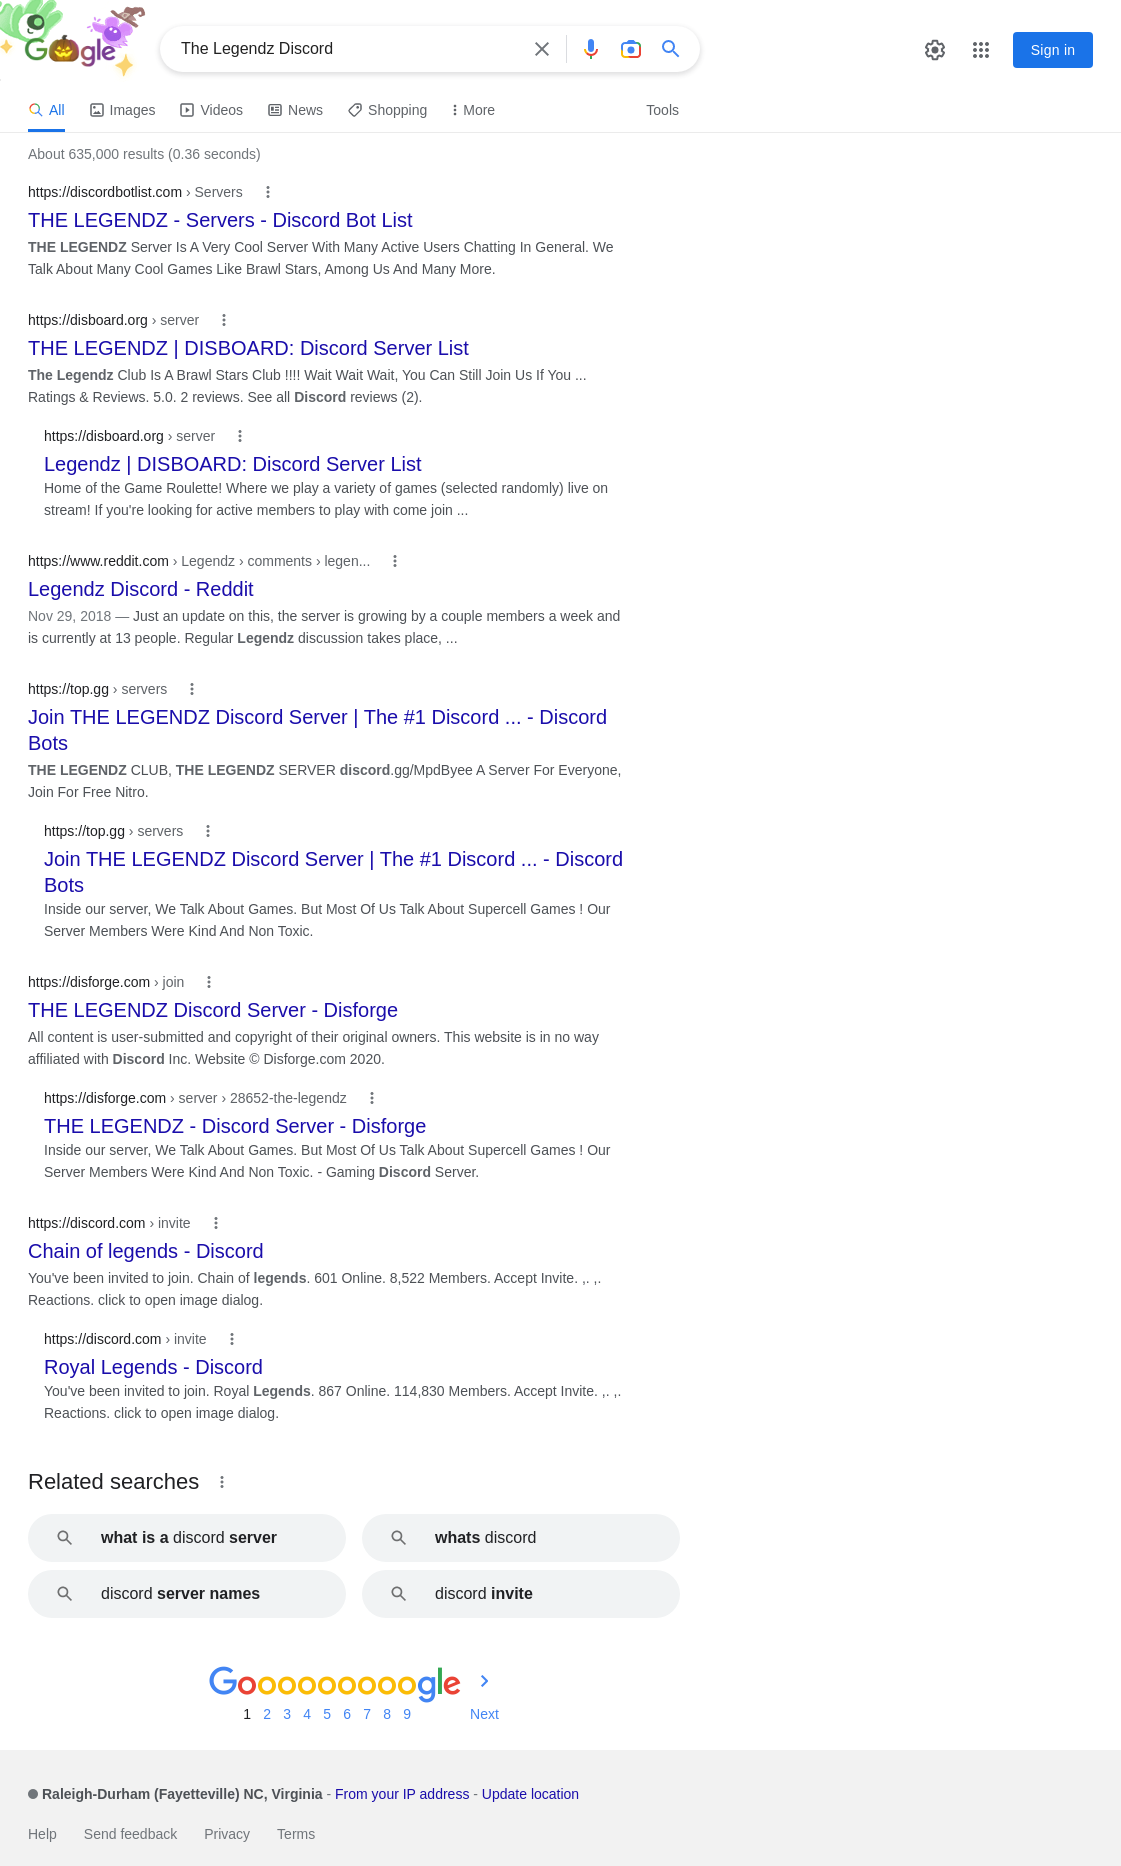 Google
The Legendz Discord
Sign in
All Images Videos News Shopping More Tools
About 635,000 results (0.36 seconds)
https://discordbotlist.com › Servers
THE LEGENDZ - Servers - Discord Bot List
THE LEGENDZ Server Is A Very Cool Server With Many Active Users Chatting In General. We
Talk About Many Cool Games Like Brawl Stars, Among Us And Many More.
https://disboard.org › server
THE LEGENDZ | DISBOARD: Discord Server List
The Legendz Club Is A Brawl Stars Club !!!! Wait Wait Wait, You Can Still Join Us If You ...
Ratings & Reviews. 5.0. 2 reviews. See all Discord reviews (2).
https://disboard.org › server
Legendz | DISBOARD: Discord Server List
Home of the Game Roulette! Where we play a variety of games (selected randomly) live on
stream! If you're looking for active members to play with come join ...
https://www.reddit.com › Legendz › comments › legen...
Legendz Discord - Reddit
Nov 29, 2018 — Just an update on this, the server is growing by a couple members a week and
is currently at 13 people. Regular Legendz discussion takes place, ...
https://top.gg › servers
Join THE LEGENDZ Discord Server | The #1 Discord ... - Discord
Bots
THE LEGENDZ CLUB, THE LEGENDZ SERVER discord.gg/MpdByee A Server For Everyone,
Join For Free Nitro.
https://top.gg › servers
Join THE LEGENDZ Discord Server | The #1 Discord ... - Discord
Bots
Inside our server, We Talk About Games. But Most Of Us Talk About Supercell Games ! Our
Server Members Were Kind And Non Toxic.
https://disforge.com › join
THE LEGENDZ Discord Server - Disforge
All content is user-submitted and copyright of their original owners. This website is in no way
affiliated with Discord Inc. Website © Disforge.com 2020.
https://disforge.com › server › 28652-the-legendz
THE LEGENDZ - Discord Server - Disforge
Inside our server, We Talk About Games. But Most Of Us Talk About Supercell Games ! Our
Server Members Were Kind And Non Toxic. - Gaming Discord Server.
https://discord.com › invite
Chain of legends - Discord
You've been invited to join. Chain of legends. 601 Online. 8,522 Members. Accept Invite. ,. ,.
Reactions. click to open image dialog.
https://discord.com › invite
Royal Legends - Discord
You've been invited to join. Royal Legends. 867 Online. 114,830 Members. Accept Invite. ,. ,.
Reactions. click to open image dialog.
Related searches
what is a discord server
whats discord
discord server names
discord invite
Gooooooooogle
1 2 3 4 5 6 7 8 9 Next
Raleigh-Durham (Fayetteville) NC, Virginia - From your IP address - Update location
Help Send feedback Privacy Terms